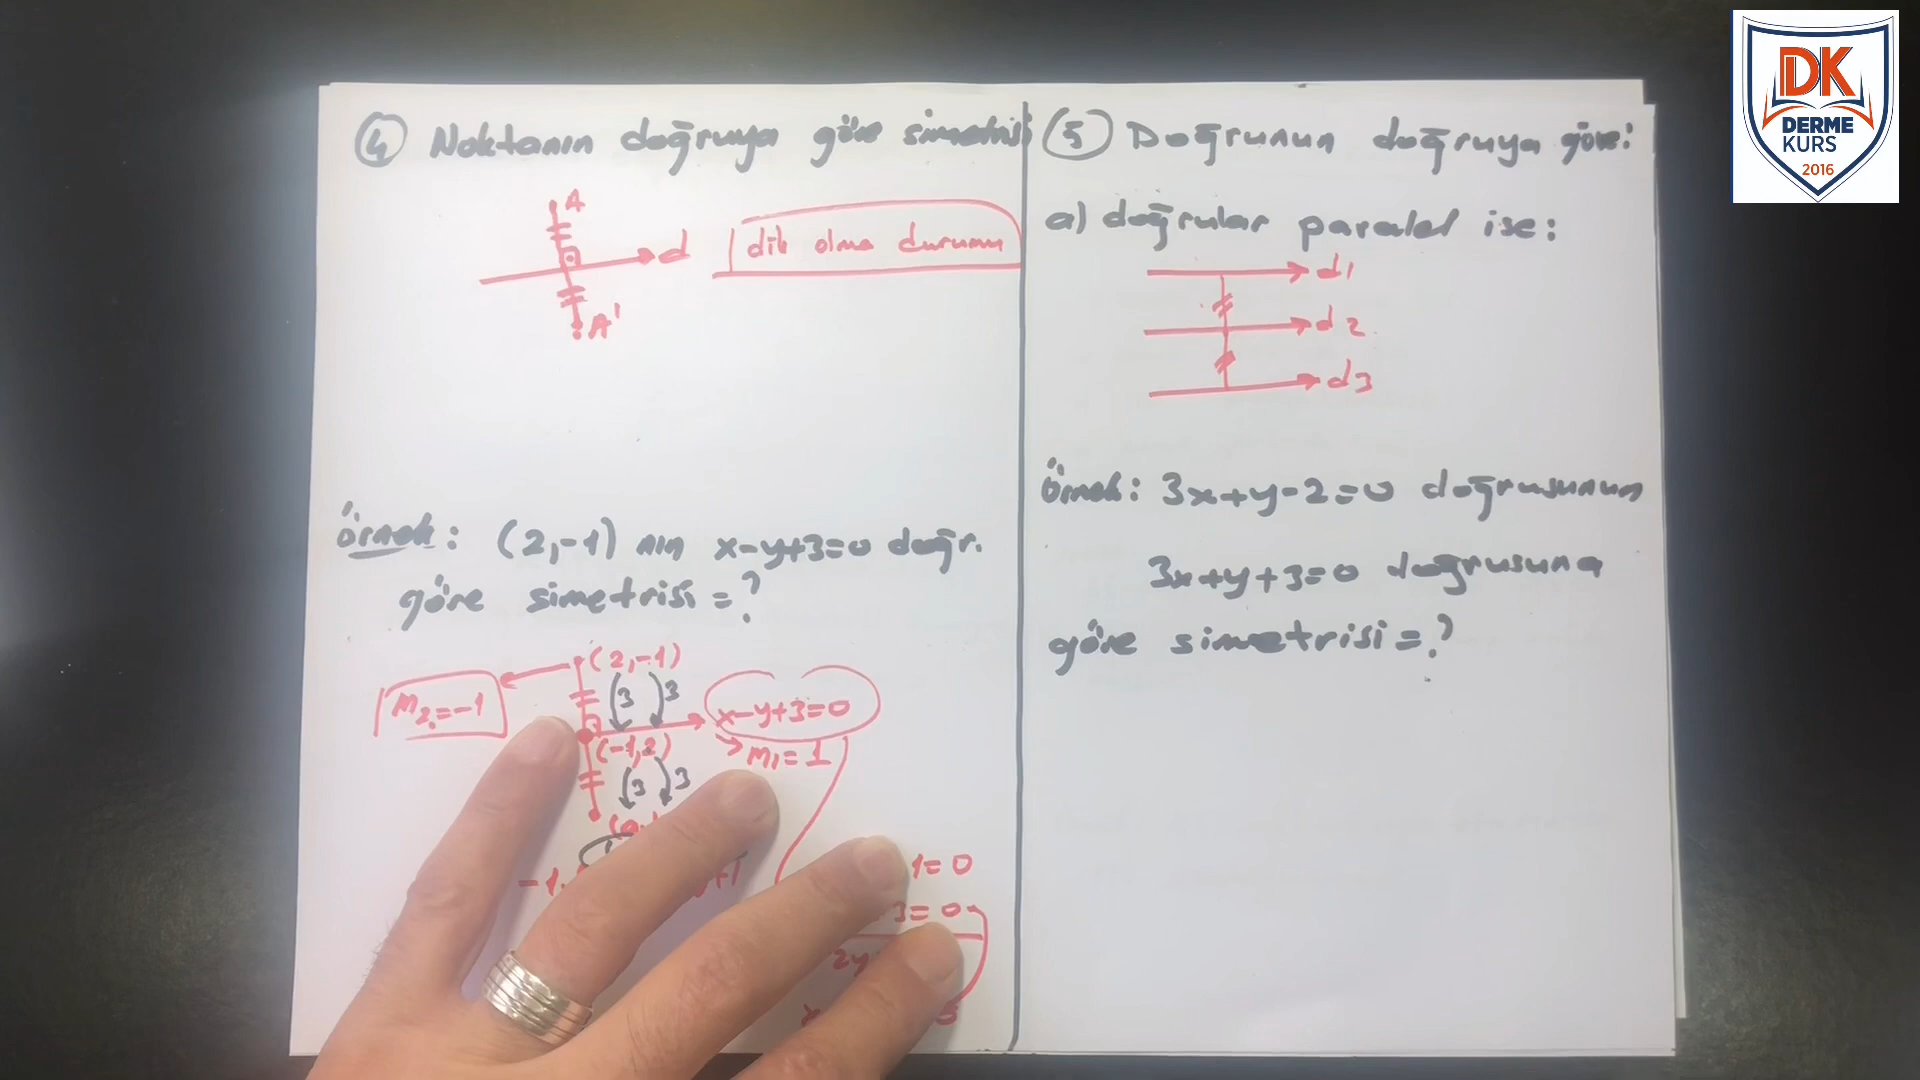 ④ Noktanın doğruya göre simetrisi
A
d
dik olma durumu
A'
Örnek: (2,-1) nin x-y+3=0 doğr.
göre simetrisi=?
(2,-1)
m2=-1
3 3
x-y+3=0
(-1,2)
m1=1
3 3
1=0
3=0
2y
⑤ Doğrunun doğruya göre:
a) doğrular paralel ise:
d1
d2
d3
Örnek: 3x+y-2=0 doğrusunun
3x+y+3=0 doğrusuna
göre simetrisi=?
DK
DERME
KURS
2016